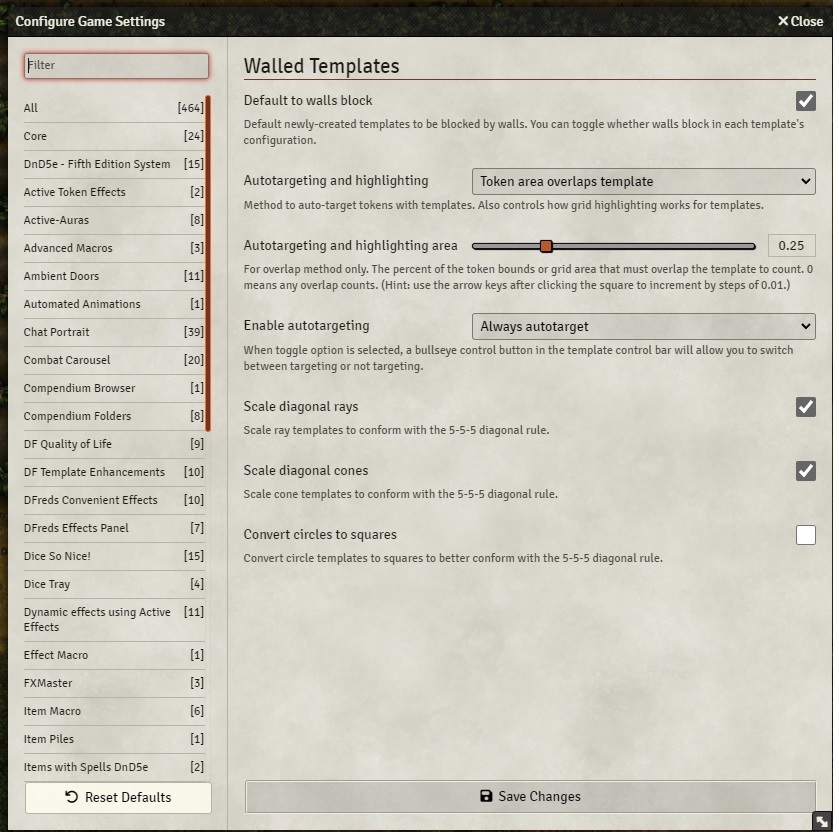 Configure Game Settings
Close
Filter
All [464]
Core [24]
DnD5e - Fifth Edition System [15]
Active Token Effects [2]
Active-Auras [8]
Advanced Macros [3]
Ambient Doors [11]
Automated Animations [1]
Chat Portrait [39]
Combat Carousel [20]
Compendium Browser [1]
Compendium Folders [8]
DF Quality of Life [9]
DF Template Enhancements [10]
DFreds Convenient Effects [10]
DFreds Effects Panel [7]
Dice So Nice! [15]
Dice Tray [4]
Dynamic effects using Active [11]
Effects
Effect Macro [1]
FXMaster [3]
Item Macro [6]
Item Piles [1]
Items with Spells DnD5e [2]
Reset Defaults
Walled Templates
Default to walls block
Default newly-created templates to be blocked by walls. You can toggle whether walls block in each template's
configuration.
Autotargeting and highlighting
Token area overlaps template
Method to auto-target tokens with templates. Also controls how grid highlighting works for templates.
Autotargeting and highlighting area
0.25
For overlap method only. The percent of the token bounds or grid area that must overlap the template to count. 0
means any overlap counts. (Hint: use the arrow keys after clicking the square to increment by steps of 0.01.)
Enable autotargeting
Always autotarget
When toggle option is selected, a bullseye control button in the template control bar will allow you to switch
between targeting or not targeting.
Scale diagonal rays
Scale ray templates to conform with the 5-5-5 diagonal rule.
Scale diagonal cones
Scale cone templates to conform with the 5-5-5 diagonal rule.
Convert circles to squares
Convert circle templates to squares to better conform with the 5-5-5 diagonal rule.
Save Changes